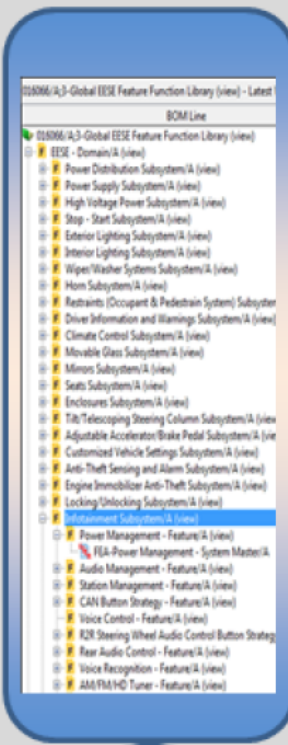 016066/A;3-Global EESE Feature Function Library (view) - Latest
BOM Line
016066/A;3-Global EESE Feature Function Library (view)
EESE - Domain/A (view)
Power Distribution Subsystem/A (view)
Power Supply Subsystem/A (view)
High Voltage Power Subsystem/A (view)
Stop - Start Subsystem/A (view)
Exterior Lighting Subsystem/A (view)
Interior Lighting Subsystem/A (view)
Wiper/Washer Systems Subsystem/A (view)
Horn Subsystem/A (view)
Restraints (Occupant & Pedestrain System) Subsystem
Driver Information and Warnings Subsystem/A (view)
Climate Control Subsystem/A (view)
Movable Glass Subsystem/A (view)
Mirrors Subsystem/A (view)
Seats Subsystem/A (view)
Enclosures Subsystem/A (view)
Tilt/Telescoping Steering Column Subsystem/A (view
Adjustable Accelerator/Brake Pedal Subsystem/A (vie
Customized Vehicle Settings Subsystem/A (view)
Anti-Theft Sensing and Alarm Subsystem/A (view)
Engine Immobilizer Anti-Theft Subsystem/A (view)
Locking/Unlocking Subsystem/A (view)
Infotainment Subsystem/A (view)
Power Management - Feature/A (view)
FEA-Power Management - System Master/A
Audio Management - Feature/A (view)
Station Management - Feature/A (view)
CAN Button Strategy - Feature/A (view)
Voice Control - Feature/A (view)
R2R Steering Wheel Audio Control Button Strateg
Rear Audio Control - Feature/A (view)
Voice Recognition - Feature/A (view)
AM/FM/HD Tuner - Feature/A (view)